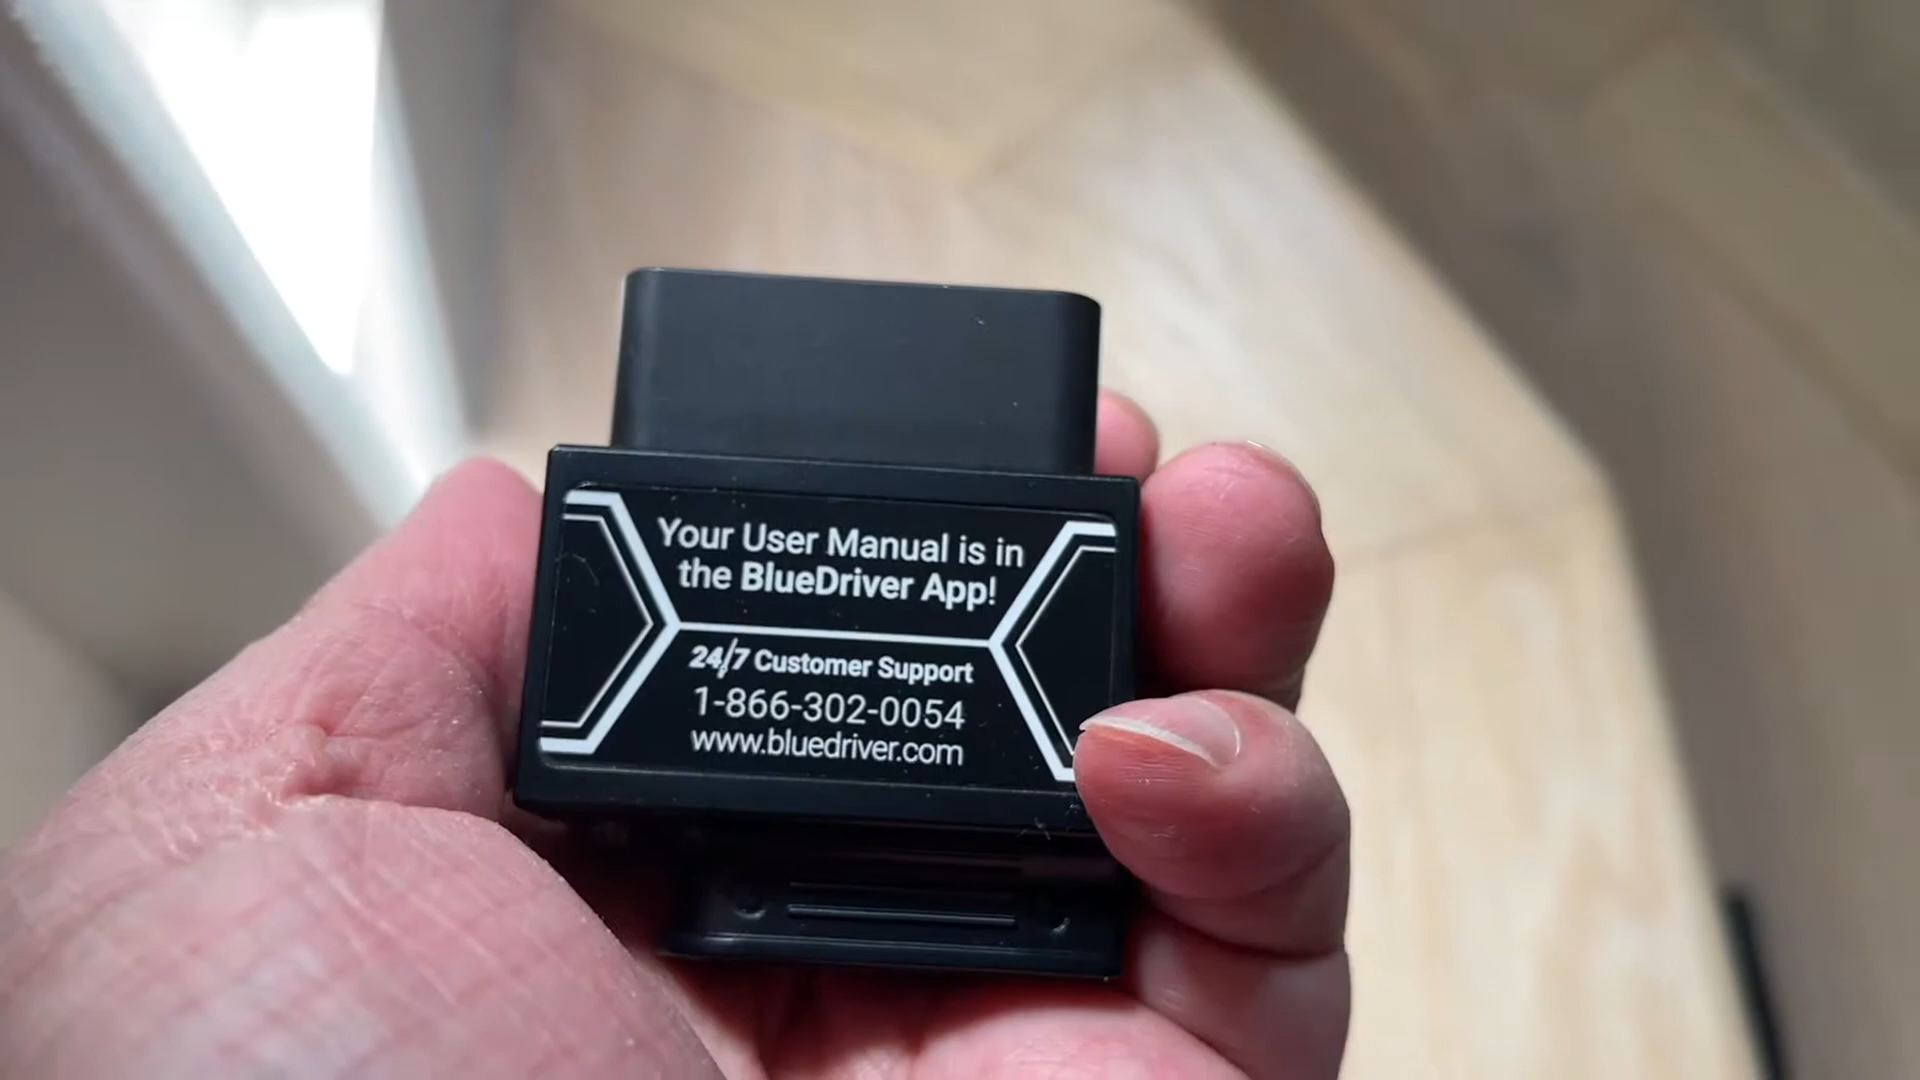 Your User Manual is in
the BlueDriver App!
24/7 Customer Support
1-866-302-0054
www.bluedriver.com